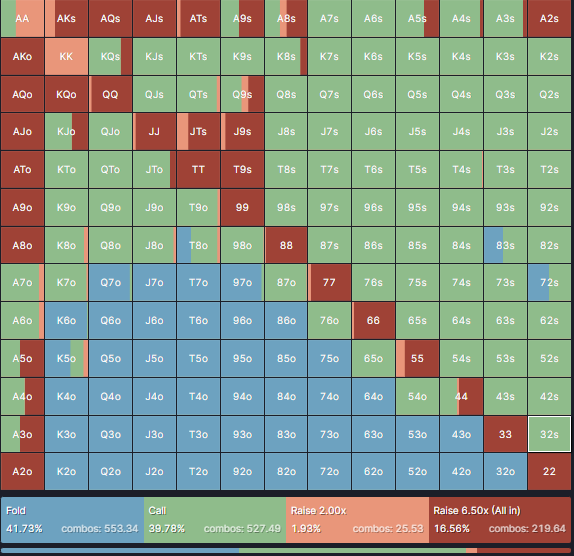 AA AKs AQs AJs ATs A9s A8s A7s A6s A5s A4s A3s A2s
AKo KK KQs KJs KTs K9s K8s K7s K6s K5s K4s K3s K2s
AQo KQo QQ QJs QTs Q9s Q8s Q7s Q6s Q5s Q4s Q3s Q2s
AJo KJo QJo JJ JTs J9s J8s J7s J6s J5s J4s J3s J2s
ATo KTo QTo JTo TT T9s T8s T7s T6s T5s T4s T3s T2s
A9o K9o Q9o J9o T9o 99 98s 97s 96s 95s 94s 93s 92s
A8o K8o Q8o J8o T8o 98o 88 87s 86s 85s 84s 83s 82s
A7o K7o Q7o J7o T7o 97o 87o 77 76s 75s 74s 73s 72s
A6o K6o Q6o J6o T6o 96o 86o 76o 66 65s 64s 63s 62s
A5o K5o Q5o J5o T5o 95o 85o 75o 65o 55 54s 53s 52s
A4o K4o Q4o J4o T4o 94o 84o 74o 64o 54o 44 43s 42s
A3o K3o Q3o J3o T3o 93o 83o 73o 63o 53o 43o 33 32s
A2o K2o Q2o J2o T2o 92o 82o 72o 62o 52o 42o 32o 22
Fold Call Raise 2.00x Raise 6.50x (All in)
41.73% combos: 553.34 39.78% combos: 527.49 1.93% combos: 25.53 16.56% combos: 219.64